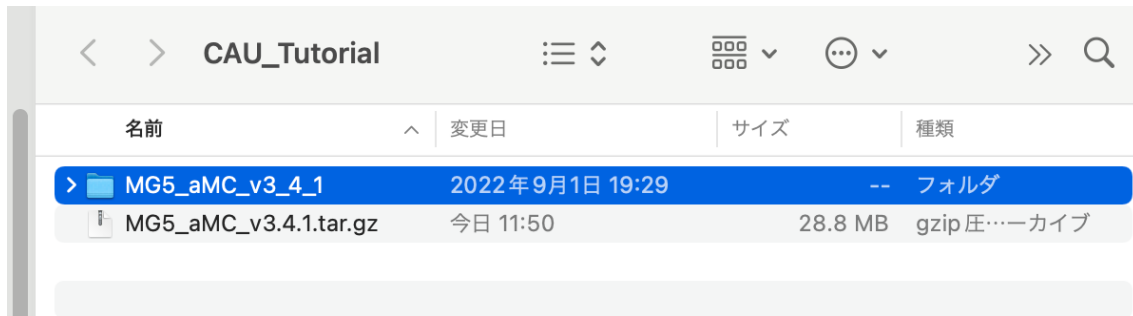 CAU_Tutorial
名前 変更日 サイズ 種類
MG5_aMC_v3_4_1 2022年9月1日 19:29 -- フォルダ
MG5_aMC_v3.4.1.tar.gz 今日 11:50 28.8 MB gzip圧…ーカイブ